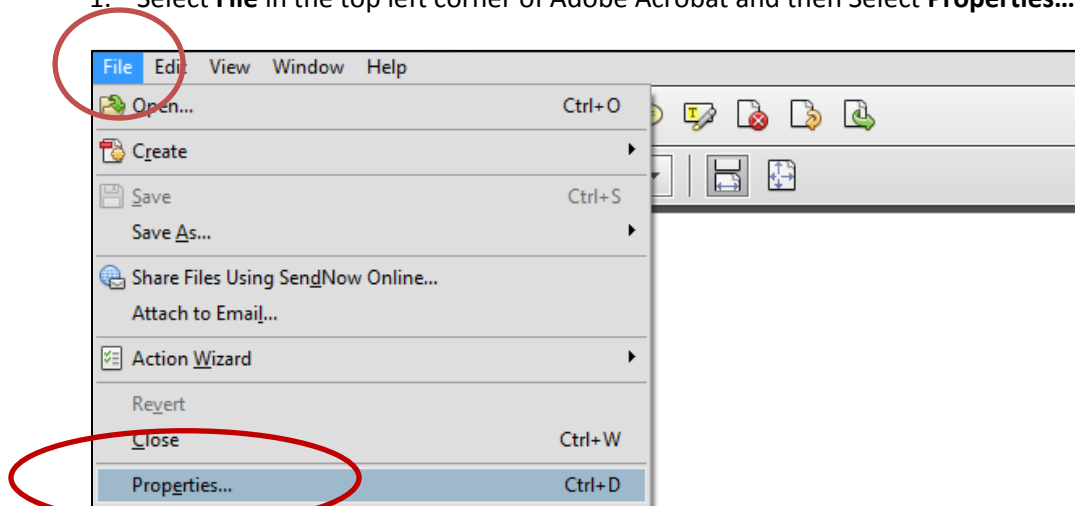 1. Select File in the top left corner of Adobe Acrobat and then Select Properties...
File Edit View Window Help
Open... Ctrl+O
Create
Save Ctrl+S
Save As...
Share Files Using SendNow Online...
Attach to Email...
Action Wizard
Revert
Close Ctrl+W
Properties... Ctrl+D